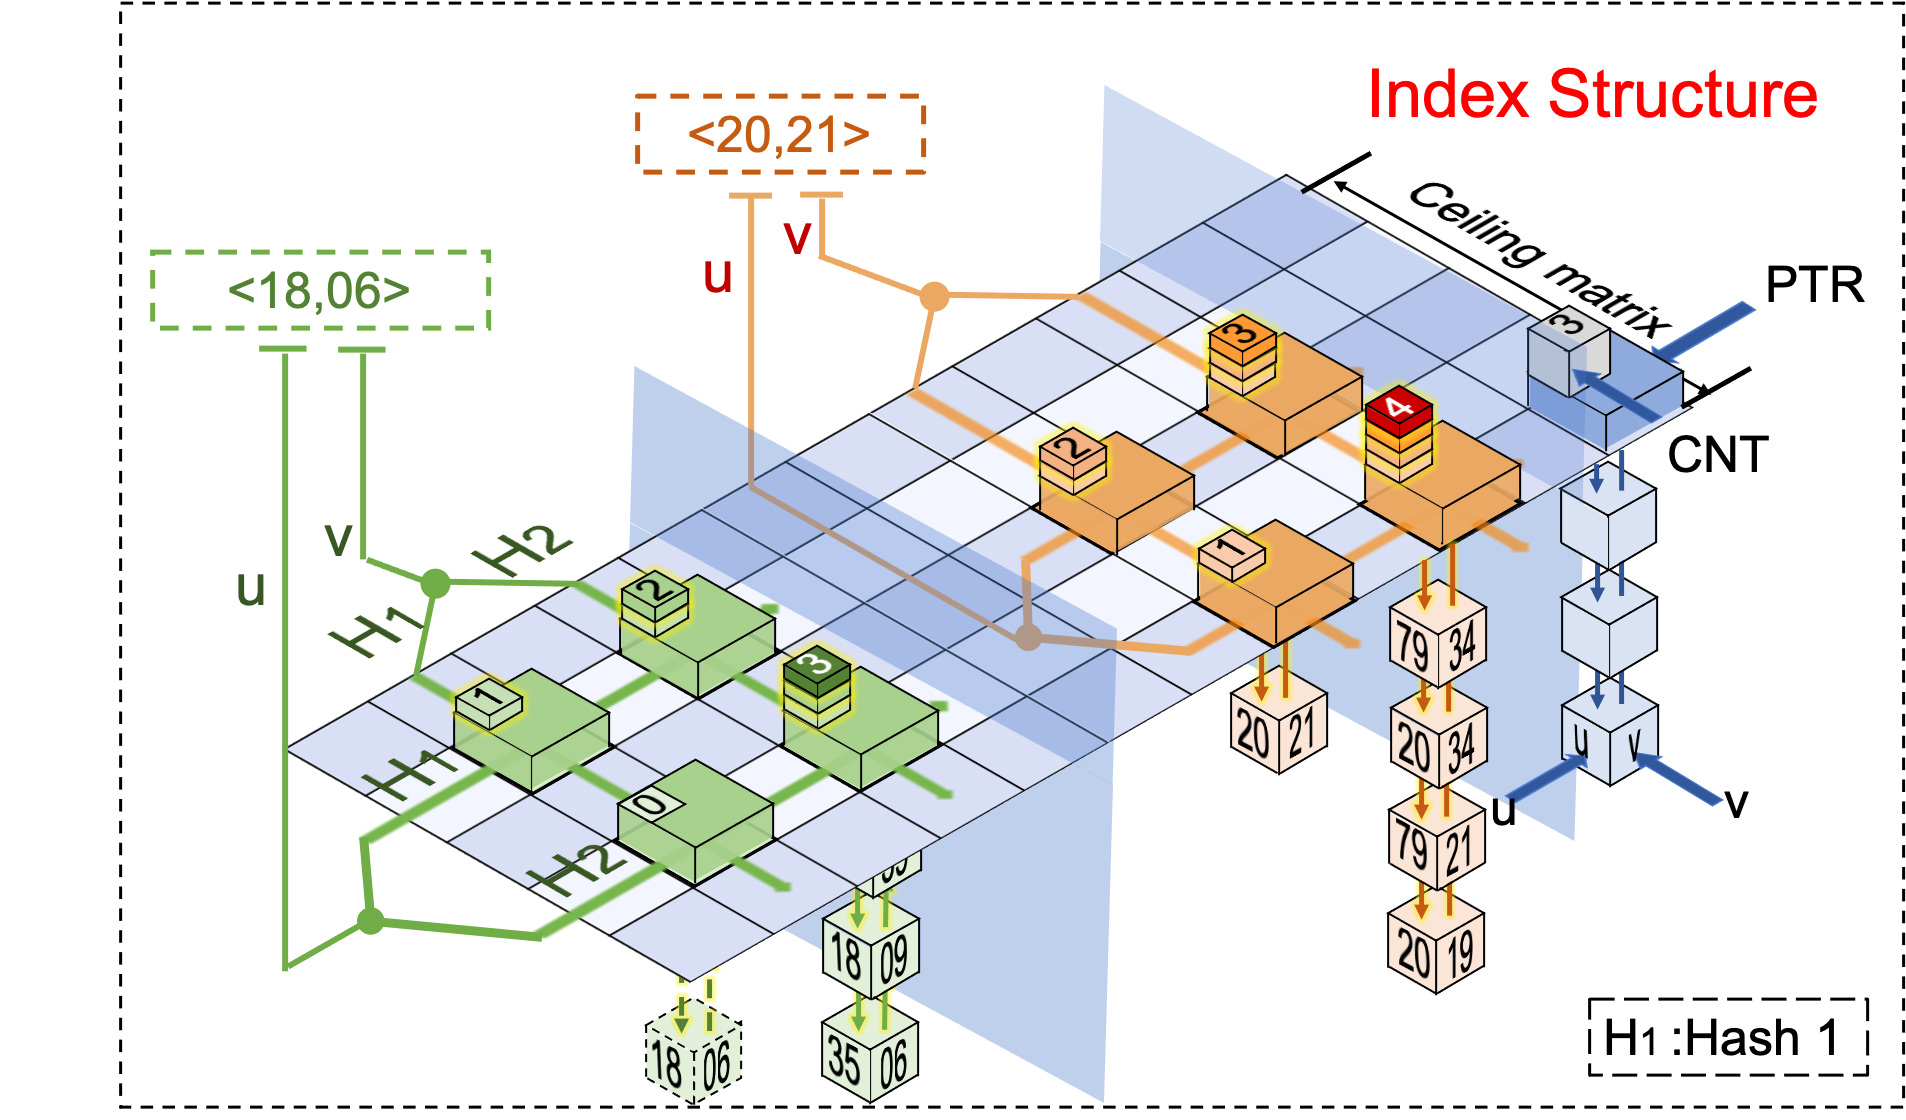 Index Structure
<20,21>
Ceiling matrix
v
u
<18,06>
PTR
3
3
4
CNT
2
v
H2
u
H1
2
1
3
1
0
H1
H2
79 34
20 21
20 34
u v
u
v
79 21
18 09
20 19
18 06
35 06
H1 :Hash 1